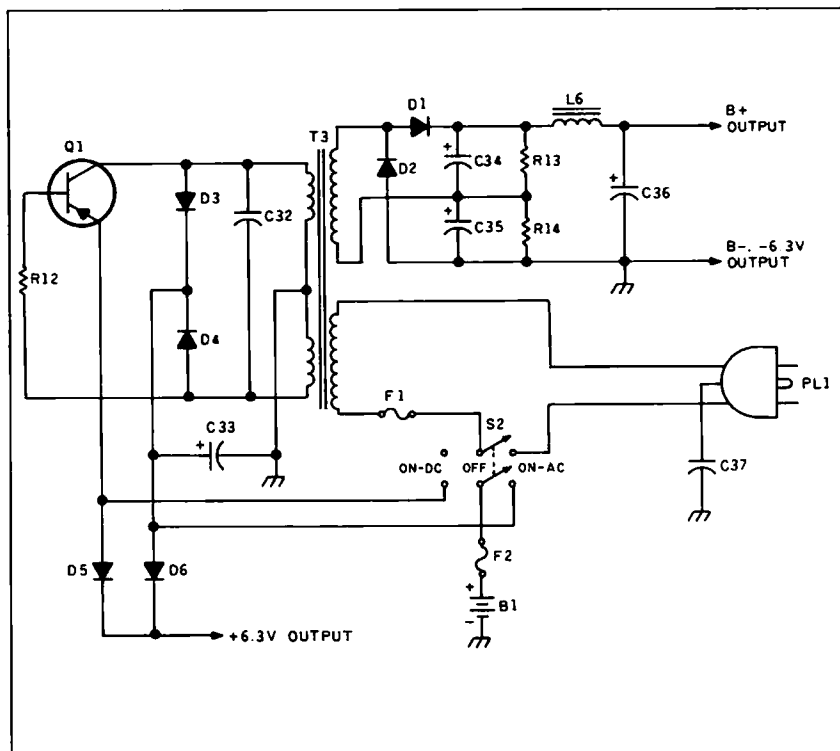 L6
D1
B+
OUTPUT
Q1
T3
D2
C34
R13
D3
C36
C32
C35
R14
R12
B-, -6.3V
OUTPUT
D4
F1
PL1
C33
S2
ON-DC
OFF
ON-AC
C37
F2
D5
D6
B1
+6.3V OUTPUT